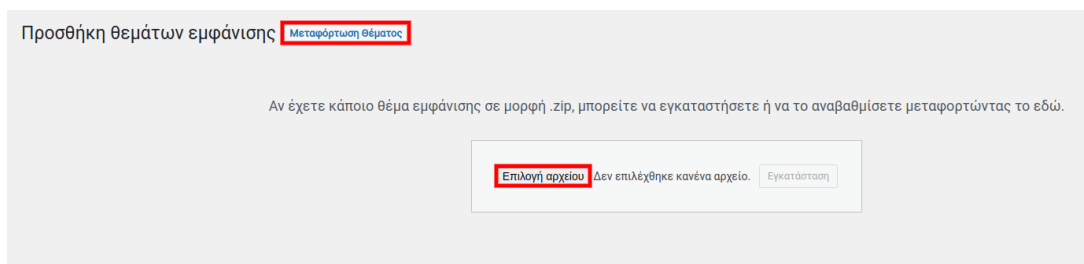 Προσθήκη θεμάτων εμφάνισης Μεταφόρτωση Θέματος
Αν έχετε κάποιο θέμα εμφάνισης σε μορφή .zip, μπορείτε να εγκαταστήσετε ή να το αναβαθμίσετε μεταφορτώντας το εδώ.
Επιλογή αρχείου Δεν επιλέχθηκε κανένα αρχείο. Εγκατάσταση